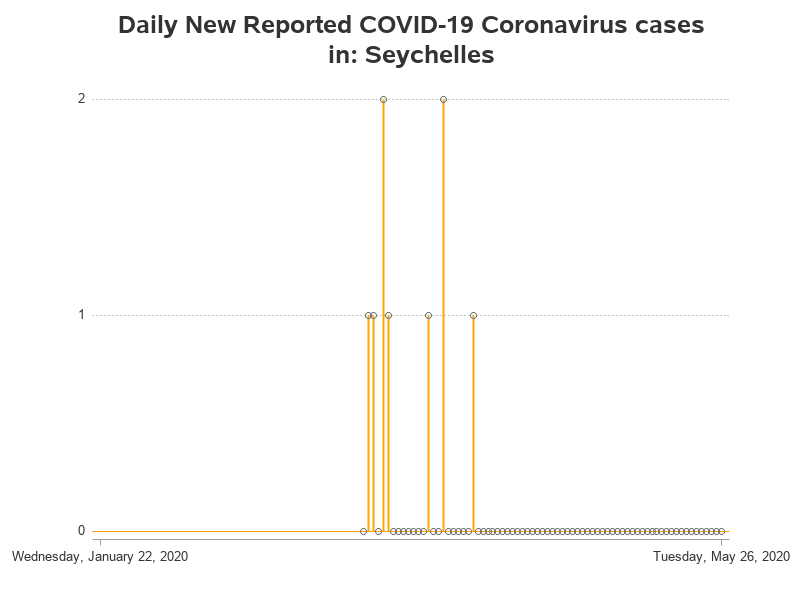 Daily New Reported COVID-19 Coronavirus cases
in: Seychelles
2
1
0
Wednesday, January 22, 2020
Tuesday, May 26, 2020